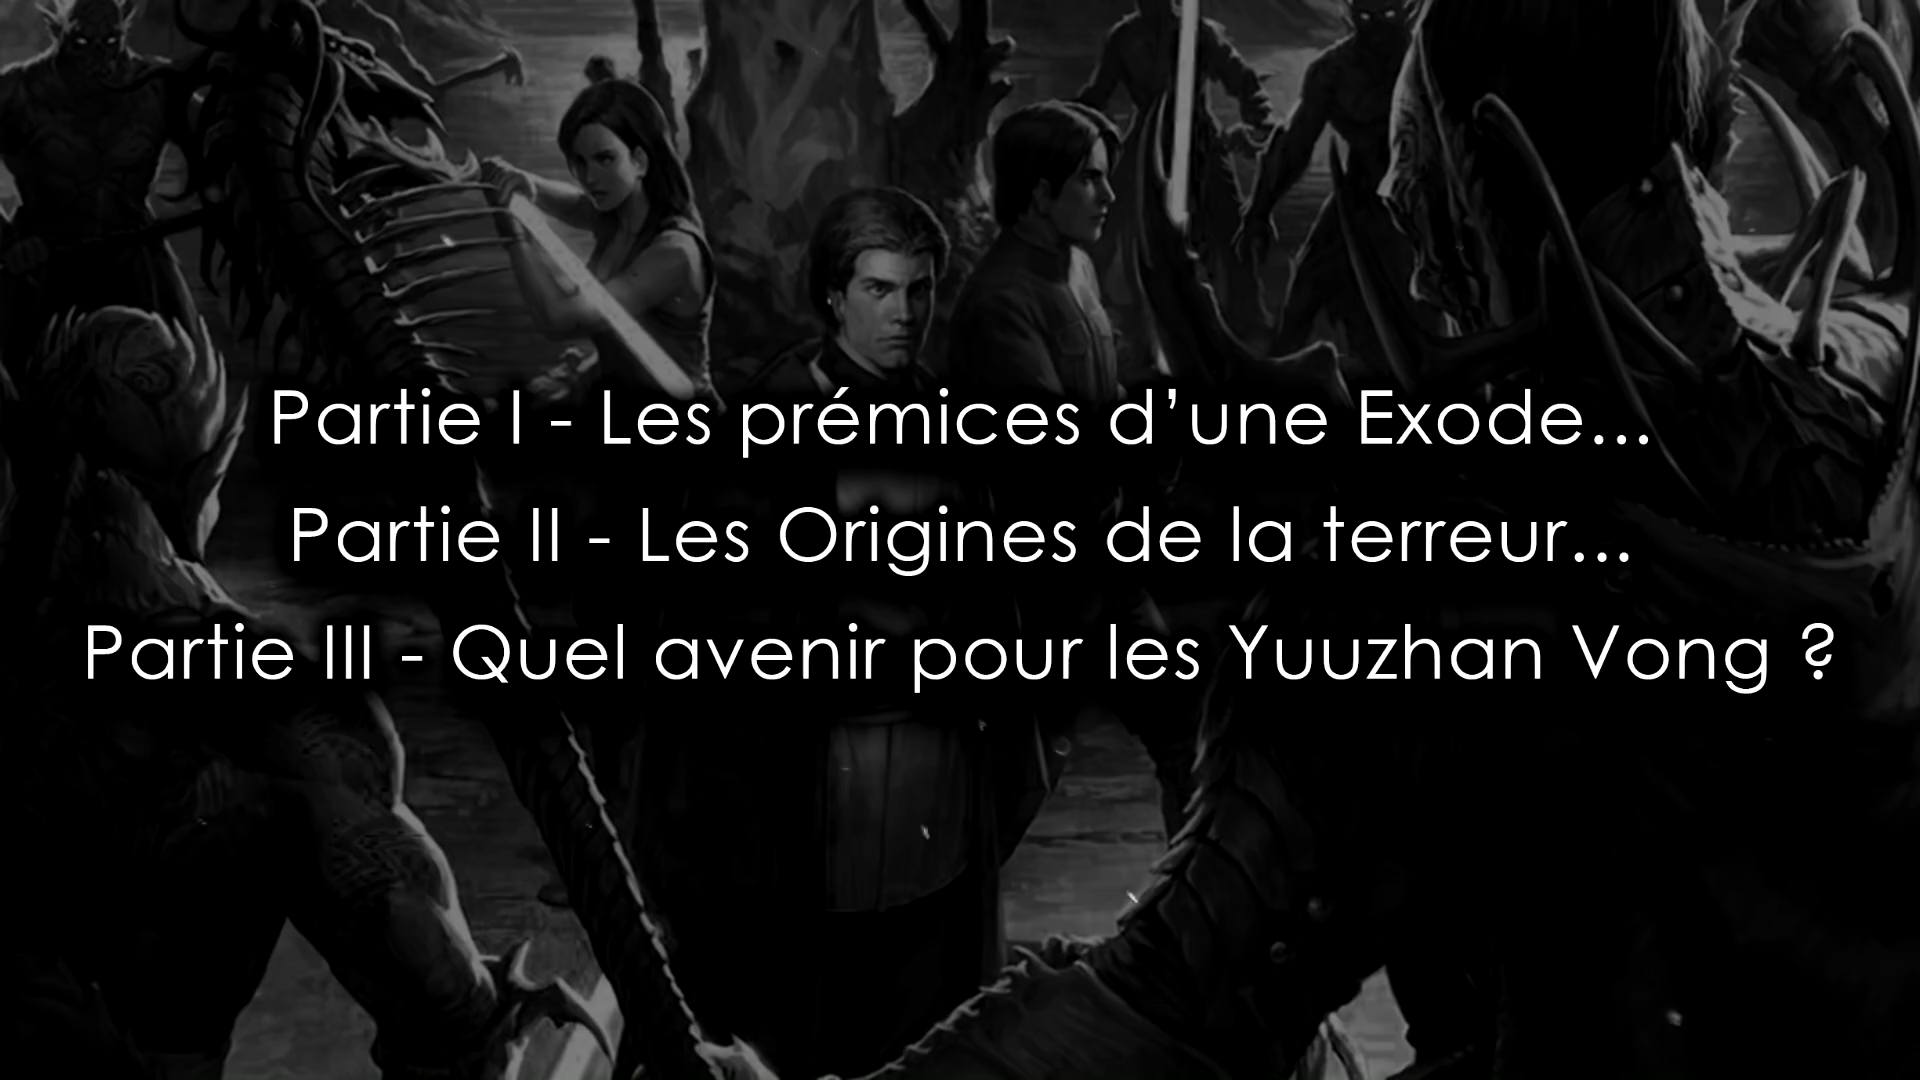 Partie I - Les prémices d’une Exode...
Partie II - Les Origines de la terreur...
Partie III - Quel avenir pour les Yuuzhan Vong ?